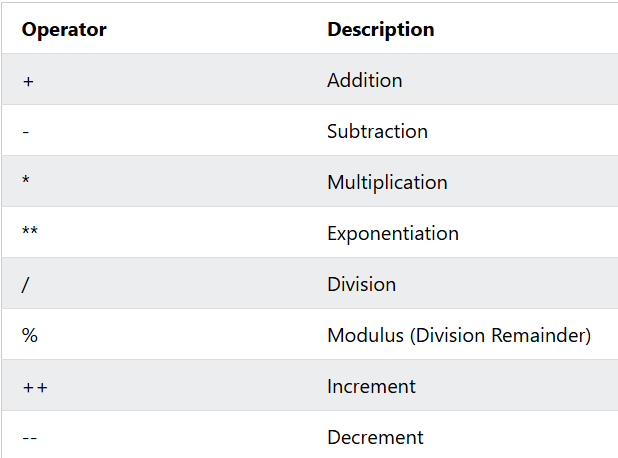 Operator Description
+ Addition
- Subtraction
* Multiplication
** Exponentiation
/ Division
% Modulus (Division Remainder)
++ Increment
-- Decrement